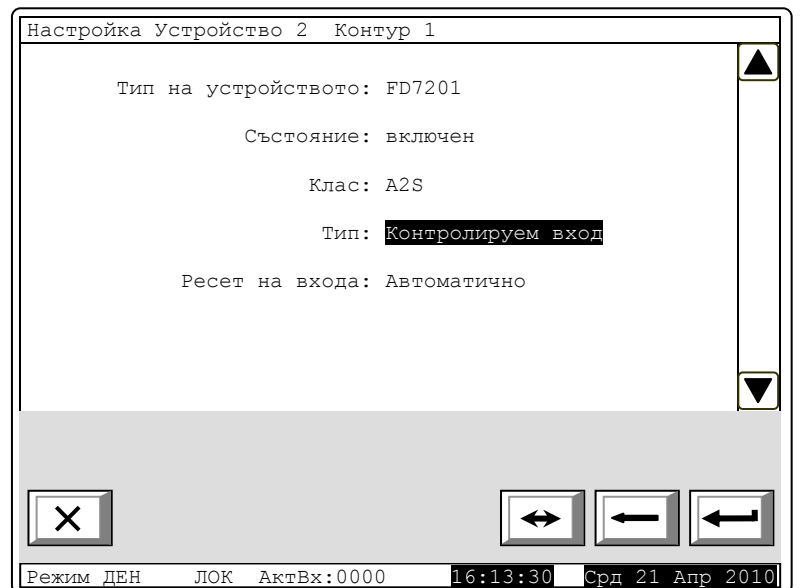 Настройка Устройство 2 Контур 1
Тип на устройството: FD7201
Състояние: включен
Клас: A2S
Тип: Контролируем вход
Ресет на входа: Автоматично
Режим ДЕН ЛОК АктВх:0000 16:13:30 Срд 21 Апр 2010